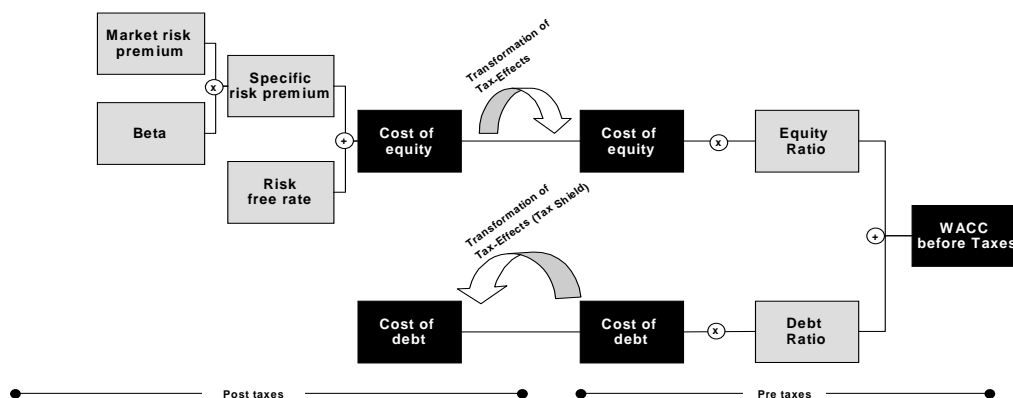 Market risk
premium
x
Specific
risk premium
Beta
+
Risk
free rate
Cost of
equity
Transformation of
Tax-Effects
Cost of
equity
x
Equity
Ratio
Transformation of
Tax-Effects (Tax Shield)
+
WACC
before Taxes
Cost of
debt
Cost of
debt
x
Debt
Ratio
Post taxes
Pre taxes